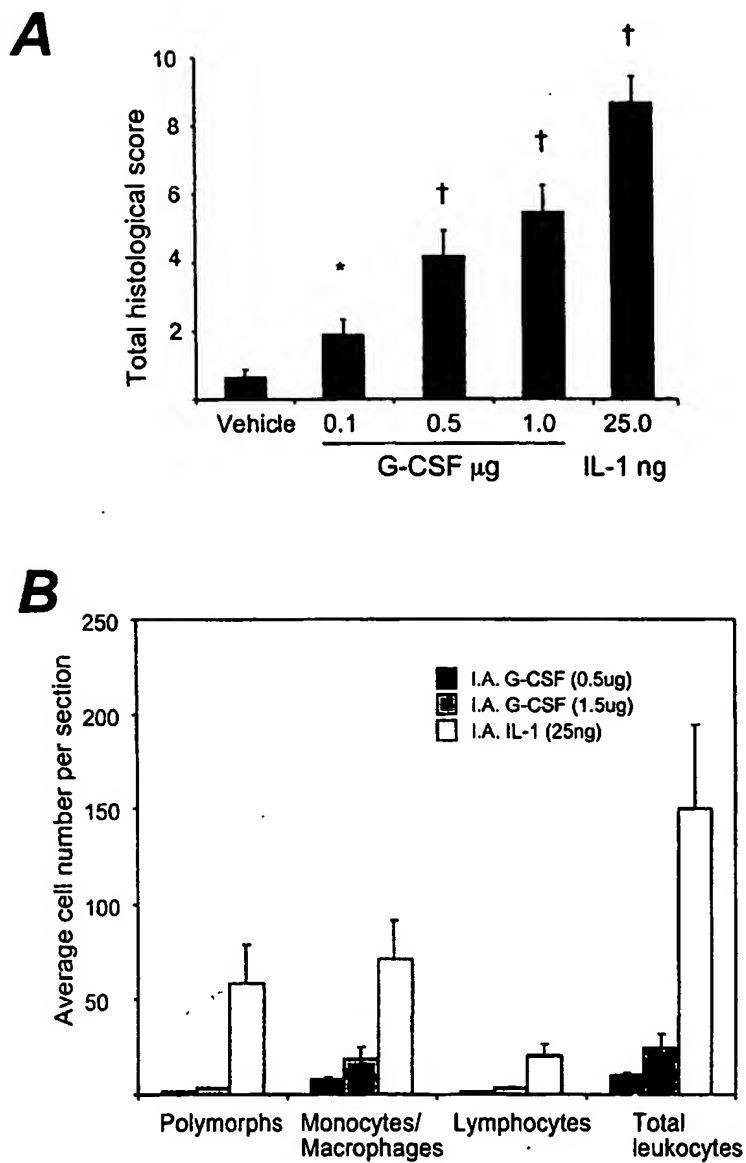 A
Total histological score
10
8
6
4
2
* † † †
Vehicle 0.1 0.5 1.0 25.0
G-CSF µg IL-1 ng
B
Average cell number per section
250
200
150
100
50
I.A. G-CSF (0.5ug)
I.A. G-CSF (1.5ug)
I.A. IL-1 (25ng)
Polymorphs Monocytes/ Lymphocytes Total
Macrophages leukocytes